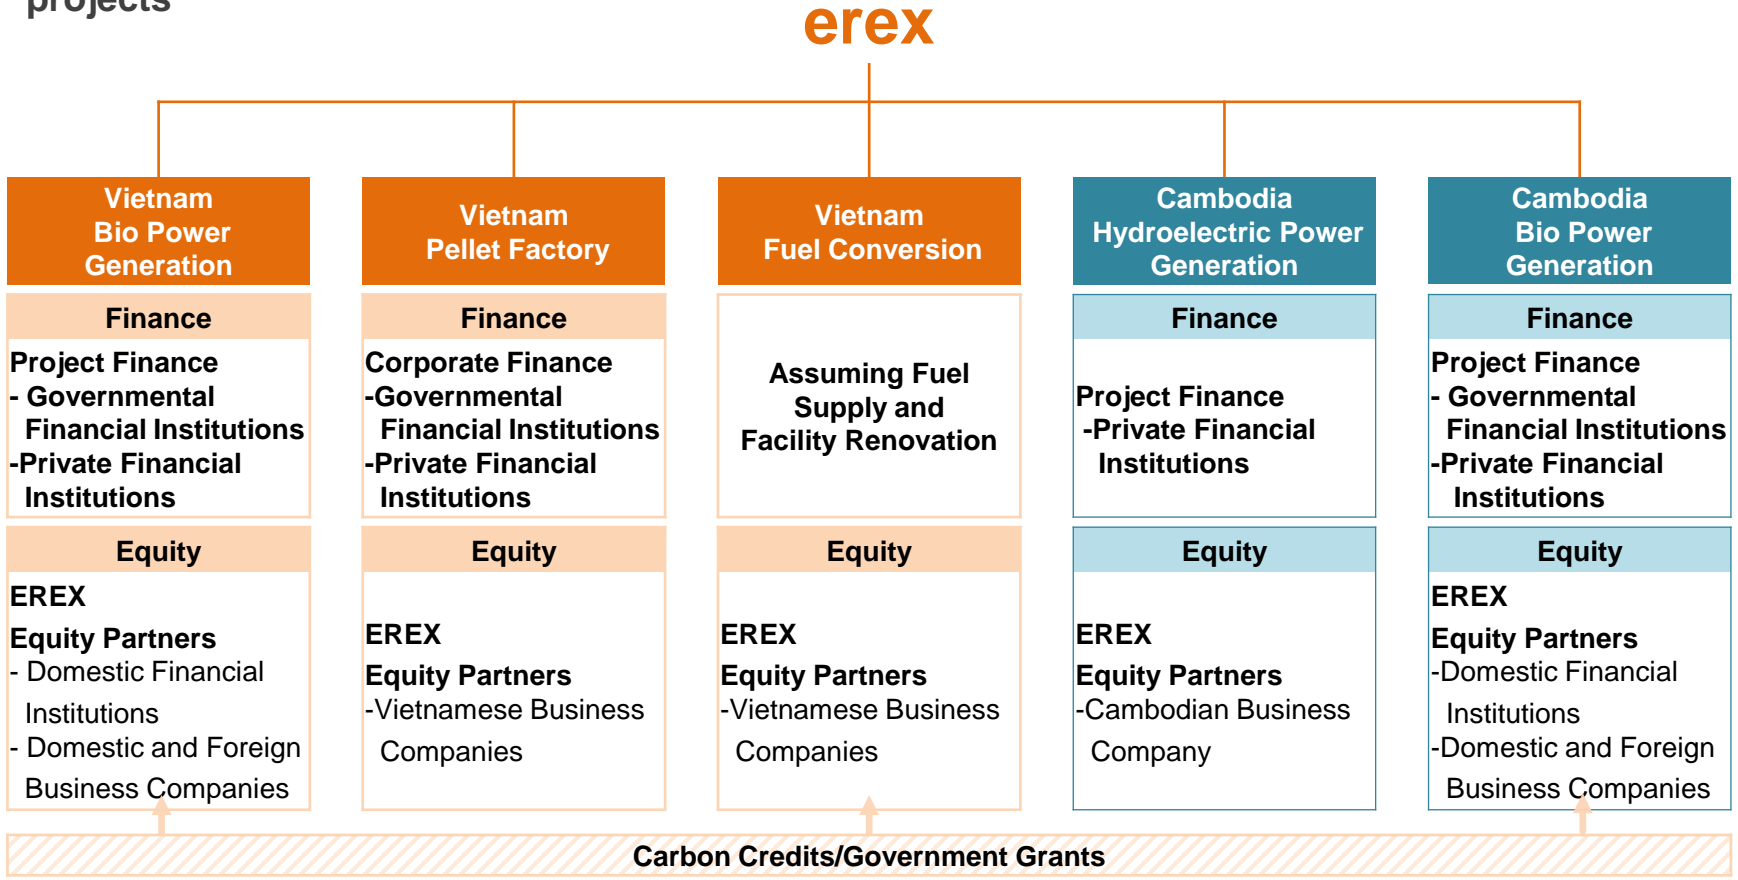 projects
erex
Vietnam
Bio Power
Generation
Finance
Project Finance
- Governmental
Financial Institutions
-Private Financial
Institutions
Equity
EREX
Equity Partners
- Domestic Financial
Institutions
- Domestic and Foreign
Business Companies
Vietnam
Pellet Factory
Finance
Corporate Finance
-Governmental
Financial Institutions
-Private Financial
Institutions
Equity
EREX
Equity Partners
-Vietnamese Business
Companies
Vietnam
Fuel Conversion
Assuming Fuel
Supply and
Facility Renovation
Equity
EREX
Equity Partners
-Vietnamese Business
Companies
Cambodia
Hydroelectric Power
Generation
Finance
Project Finance
-Private Financial
Institutions
Equity
EREX
Equity Partners
-Cambodian Business
Company
Cambodia
Bio Power
Generation
Finance
Project Finance
- Governmental
Financial Institutions
-Private Financial
Institutions
Equity
EREX
Equity Partners
-Domestic Financial
Institutions
-Domestic and Foreign
Business Companies
Carbon Credits/Government Grants